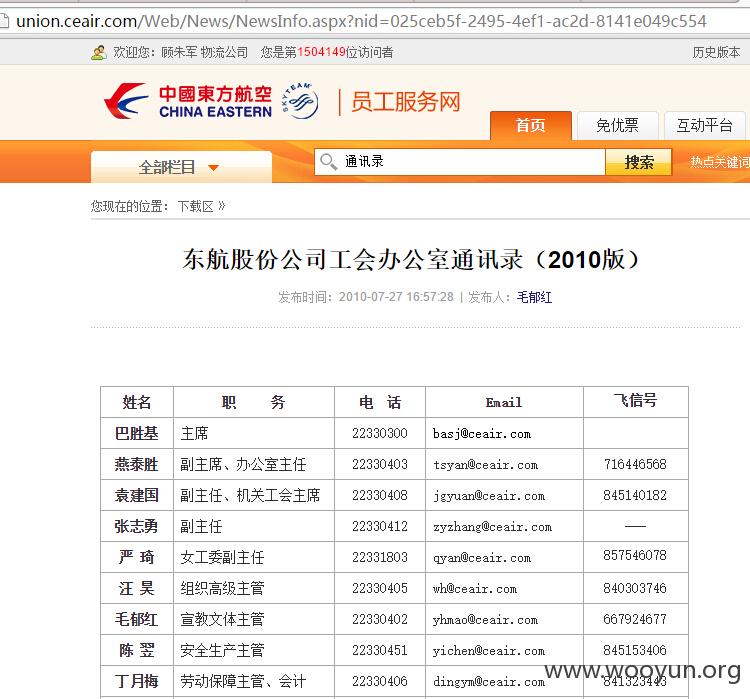 union.ceair.com/Web/News/NewsInfo.aspx?nid=025ceb5f-2495-4ef1-ac2d-8141e049c554
欢迎您：顾朱军 物流公司 您是第1504149位访问者 历史版本
中國東方航空
CHINA EASTERN
SKYTEAM
员工服务网
首页 免优票 互动平台
全部栏目 通讯录 搜索 热点关键词
您现在的位置： 下载区 》
东航股份公司工会办公室通讯录（2010版）
发布时间：2010-07-27 16:57:28 | 发布人：毛郁红
姓名 职 务 电 话 Email 飞信号
巴胜基 主席 22330300 basj@ceair.com
燕泰胜 副主席、办公室主任 22330403 tsyan@ceair.com 716446568
袁建国 副主任、机关工会主席 22330408 jgyuan@ceair.com 845140182
张志勇 副主任 22330412 zyzhang@ceair.com ——
严 琦 女工委副主任 22331803 qyan@ceair.com 857546078
汪 昊 组织高级主管 22330405 wh@ceair.com 840303746
毛郁红 宣教文体主管 22330402 yhmao@ceair.com 667924677
陈 翌 安全生产主管 22330451 yichen@ceair.com 845153406
丁月梅 劳动保障主管、会计 22330406 dingym@ceair.com 841323443
www.wooyun.org